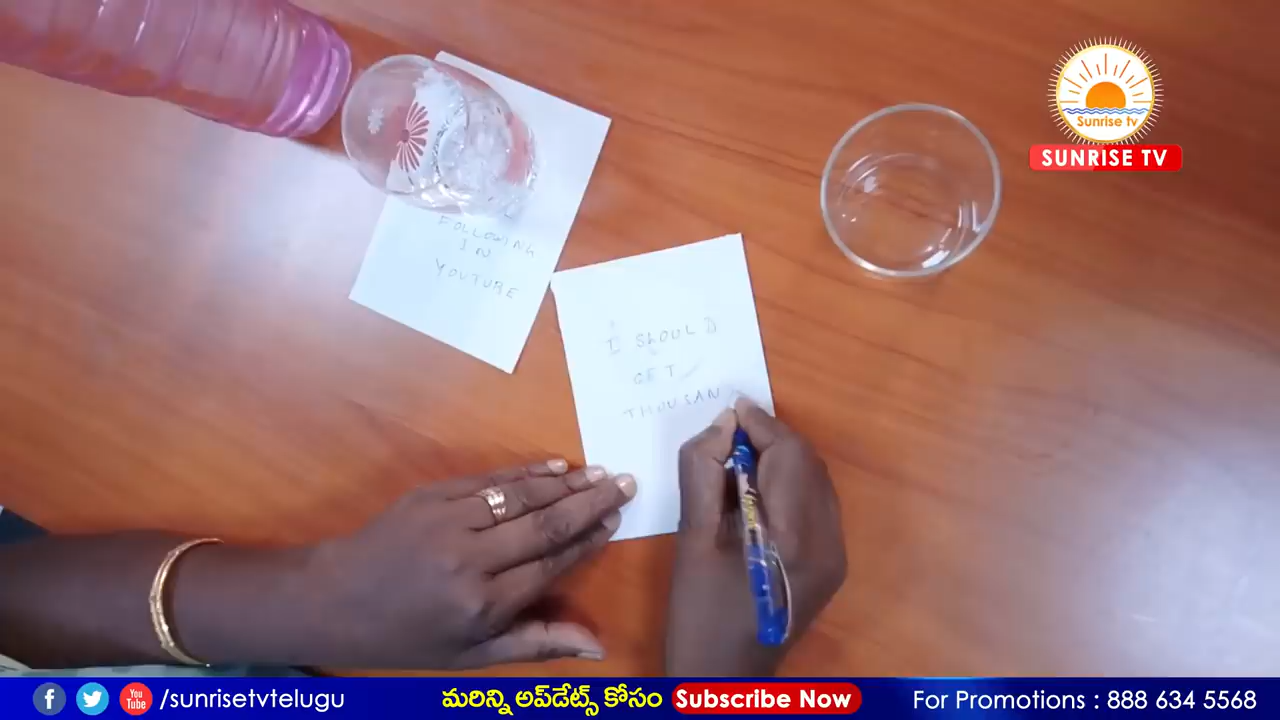 Sunrise tv
SUNRISE TV
FOLLOWING
IN
YOUTUBE
I SHOULD
GET
THOUSAN
/sunrisetvtelugu
మరిన్ని అప్‌డేట్స్ కోసం Subscribe Now
For Promotions : 888 634 5568